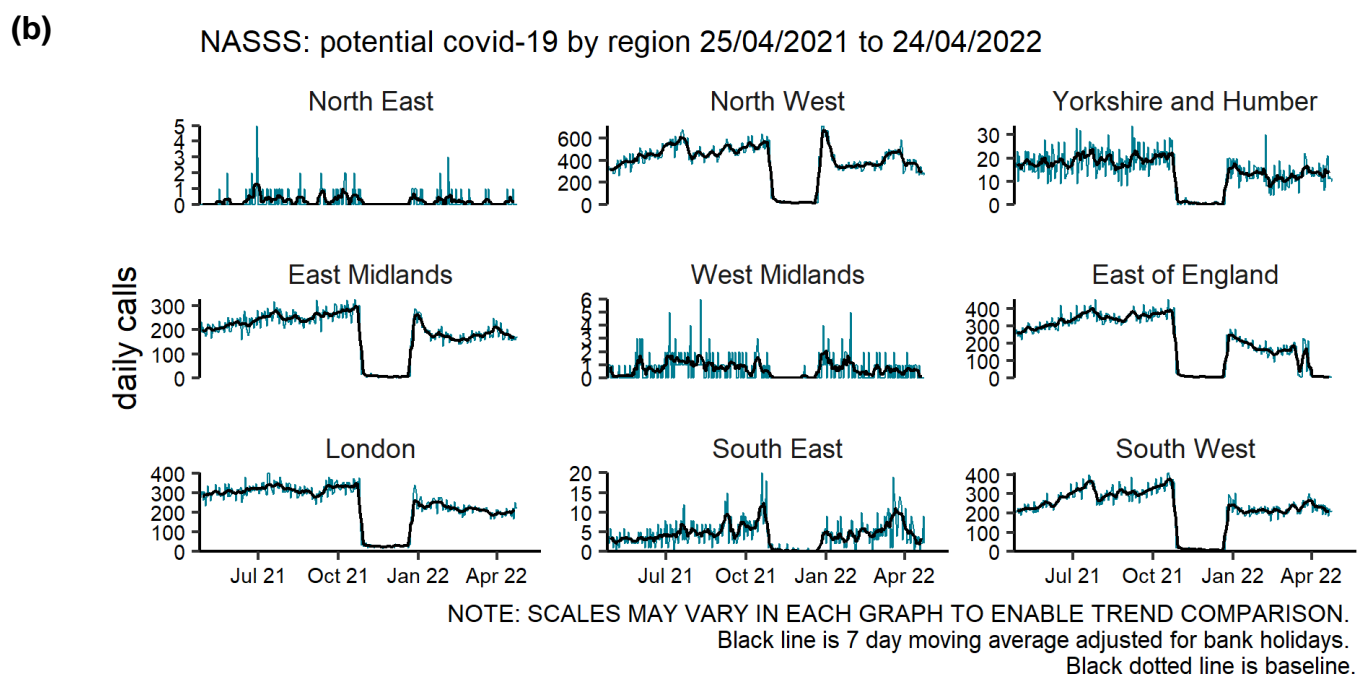 (b)
NASSS: potential covid-19 by region 25/04/2021 to 24/04/2022
North East
North West
Yorkshire and Humber
5
4
3
2
1
0
600
400
200
0
30
20
10
0
daily calls
East Midlands
West Midlands
East of England
300
200
100
0
6
5
4
3
2
1
0
400
300
200
100
0
London
South East
South West
400
300
200
100
0
20
15
10
5
0
400
300
200
100
0
Jul 21 Oct 21 Jan 22 Apr 22
Jul 21 Oct 21 Jan 22 Apr 22
Jul 21 Oct 21 Jan 22 Apr 22
NOTE: SCALES MAY VARY IN EACH GRAPH TO ENABLE TREND COMPARISON.
Black line is 7 day moving average adjusted for bank holidays.
Black dotted line is baseline.